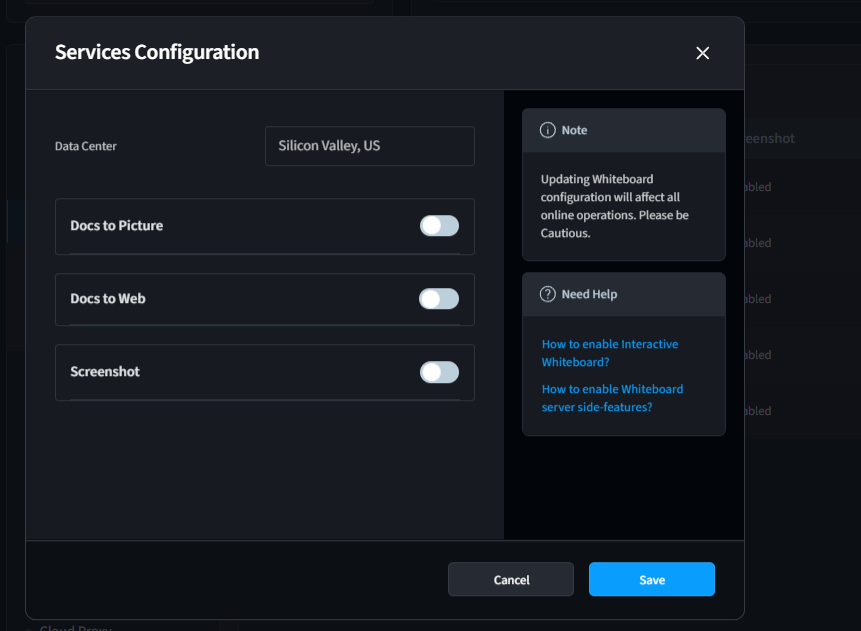 Services Configuration
Data Center
Silicon Valley, US
Docs to Picture
Docs to Web
Screenshot
Note
Updating Whiteboard
configuration will affect all
online operations. Please be
Cautious.
Need Help
How to enable Interactive
Whiteboard?
How to enable Whiteboard
server side-features?
Cancel
Save
eenshot
abled
abled
abled
abled
abled
Cloud Proxy